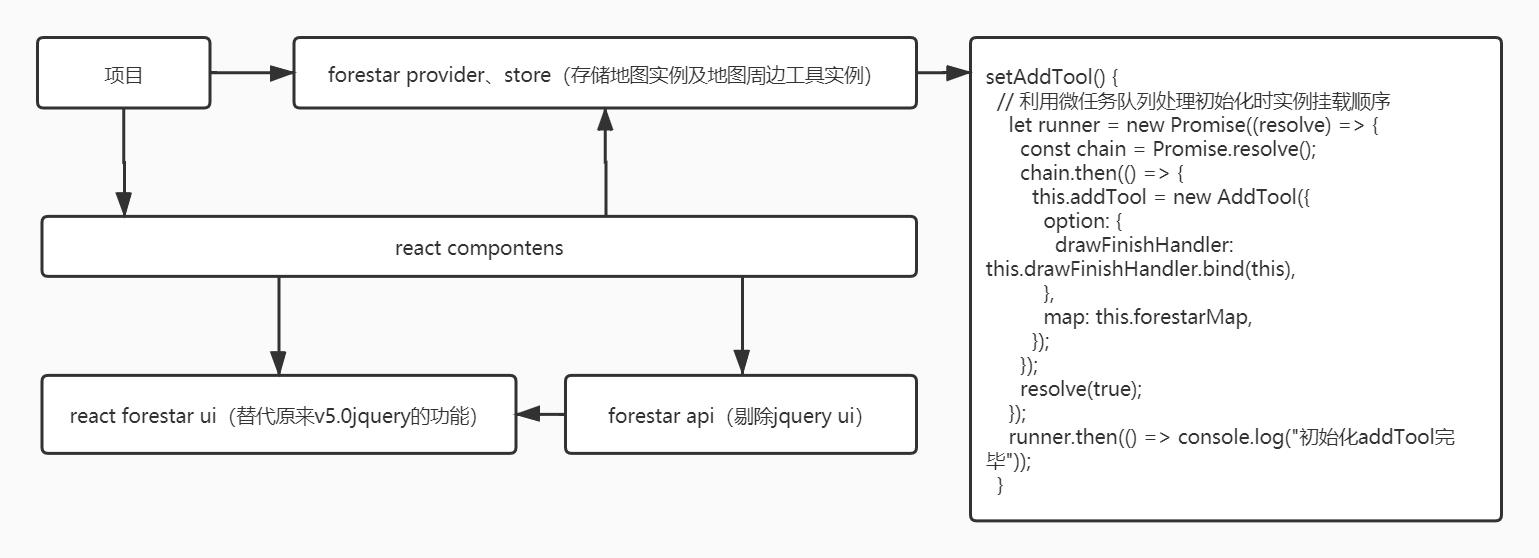 项目
forestar provider、store（存储地图实例及地图周边工具实例）
react compontens
react forestar ui（替代原来v5.0jquery的功能）
forestar api（剔除jquery ui）
setAddTool() {
// 利用微任务队列处理初始化时实例挂载顺序
let runner = new Promise((resolve) => {
const chain = Promise.resolve();
chain.then(() => {
this.addTool = new AddTool({
option: {
drawFinishHandler:
this.drawFinishHandler.bind(this),
},
map: this.forestarMap,
});
});
resolve(true);
});
runner.then(() => console.log("初始化addTool完
毕"));
}